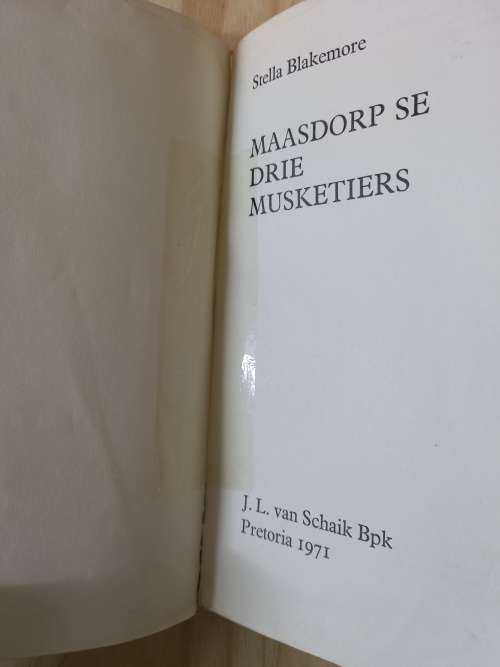 Stella Blakemore
MAASDORP SE
DRIE
MUSKETIERS
J. L. van Schaik Bpk
Pretoria 1971